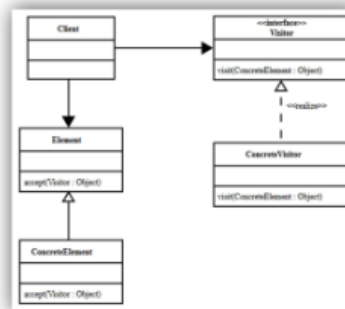 Client
<<interface>>
Visitor
visit(ConcreteElement : Object)
<<realize>>
Element
accept(Visitor : Object)
ConcreteVisitor
visit(ConcreteElement : Object)
ConcreteElement
accept(Visitor : Object)